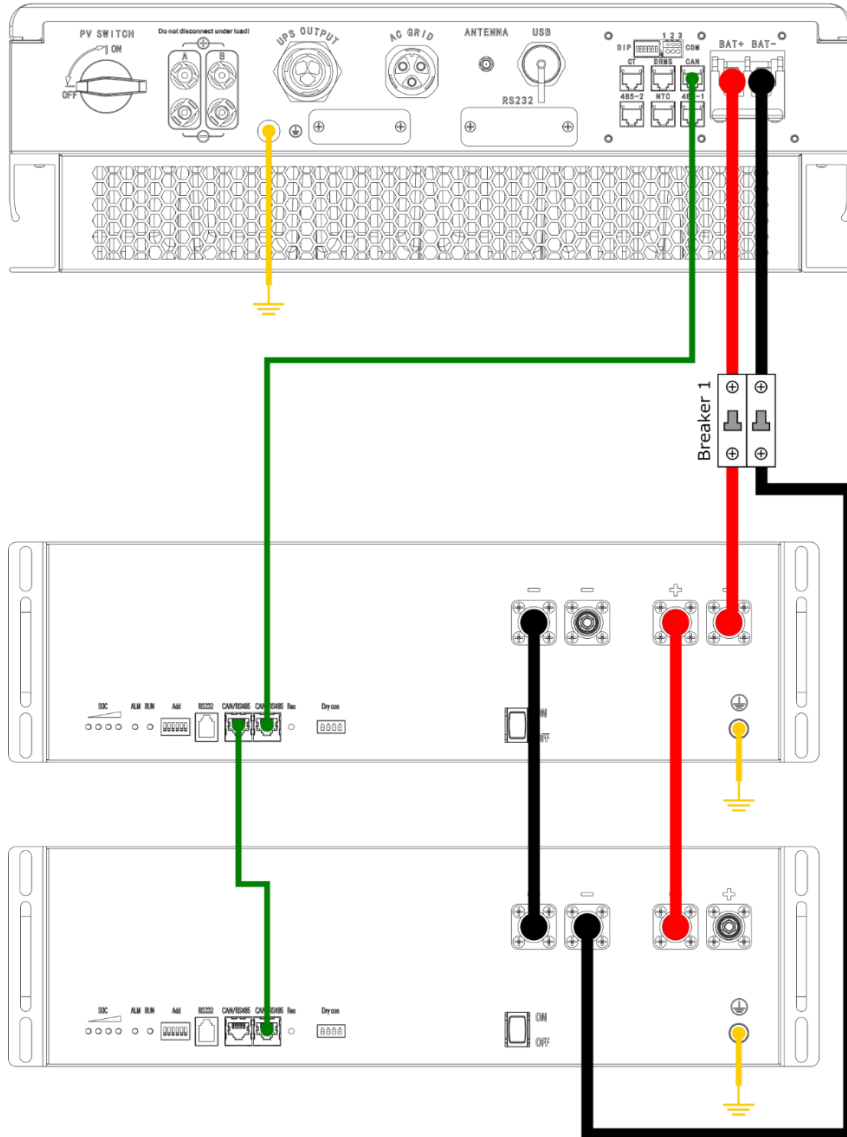 PV SWITCH
ON
OFF
Do not disconnect under load!
A B
UPS OUTPUT
AC GRID
ANTENNA
USB
RS232
1 2 3
DIP
COM
CT DRMS CAN
485-2 NTC
BAT+ BAT-
Breaker 1
SOC ALM RUN Add RS232 CAN/RS485 CAN/RS485 Res Dry con
SOC ALM RUN Add RS232 CAN/RS485 CAN/RS485 Res Dry con
ON
OFF